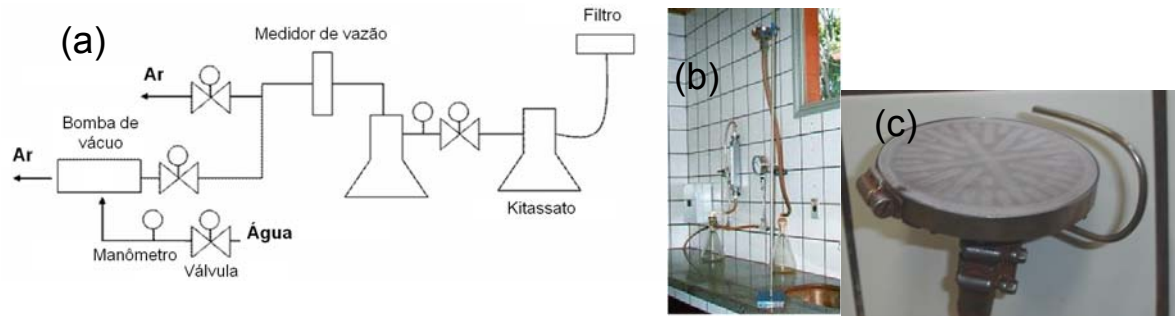 (a)
Medidor de vazão
Filtro
Ar
Bomba de
vácuo
Ar
Kitassato
Água
Manômetro
Válvula
(b)
(c)